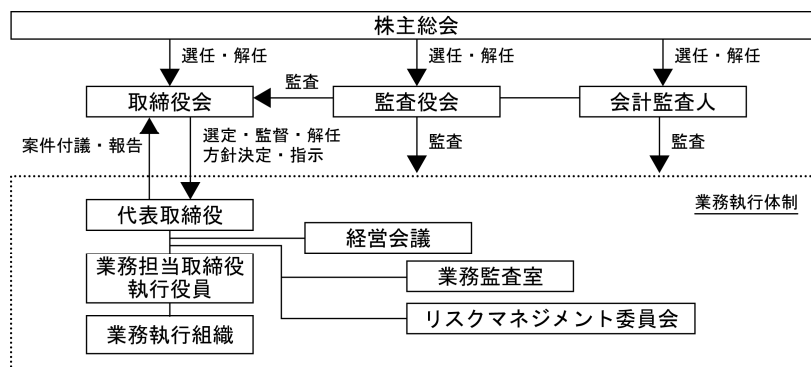 株主総会
選任・解任
選任・解任
選任・解任
取締役会
監査
監査役会
会計監査人
案件付議・報告
選定・監督・解任
方針決定・指示
監査
監査
業務執行体制
代表取締役
経営会議
業務担当取締役
執行役員
業務監査室
業務執行組織
リスクマネジメント委員会